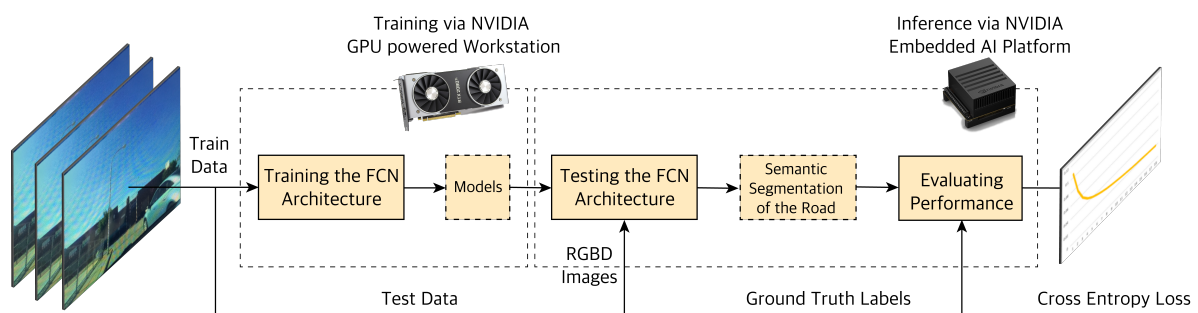 Training via NVIDIA
GPU powered Workstation
Inference via NVIDIA
Embedded AI Platform
Train
Data
Training the FCN
Architecture
Models
Testing the FCN
Architecture
Semantic
Segmentation
of the Road
Evaluating
Performance
RGBD
Images
Test Data
Ground Truth Labels
Cross Entropy Loss